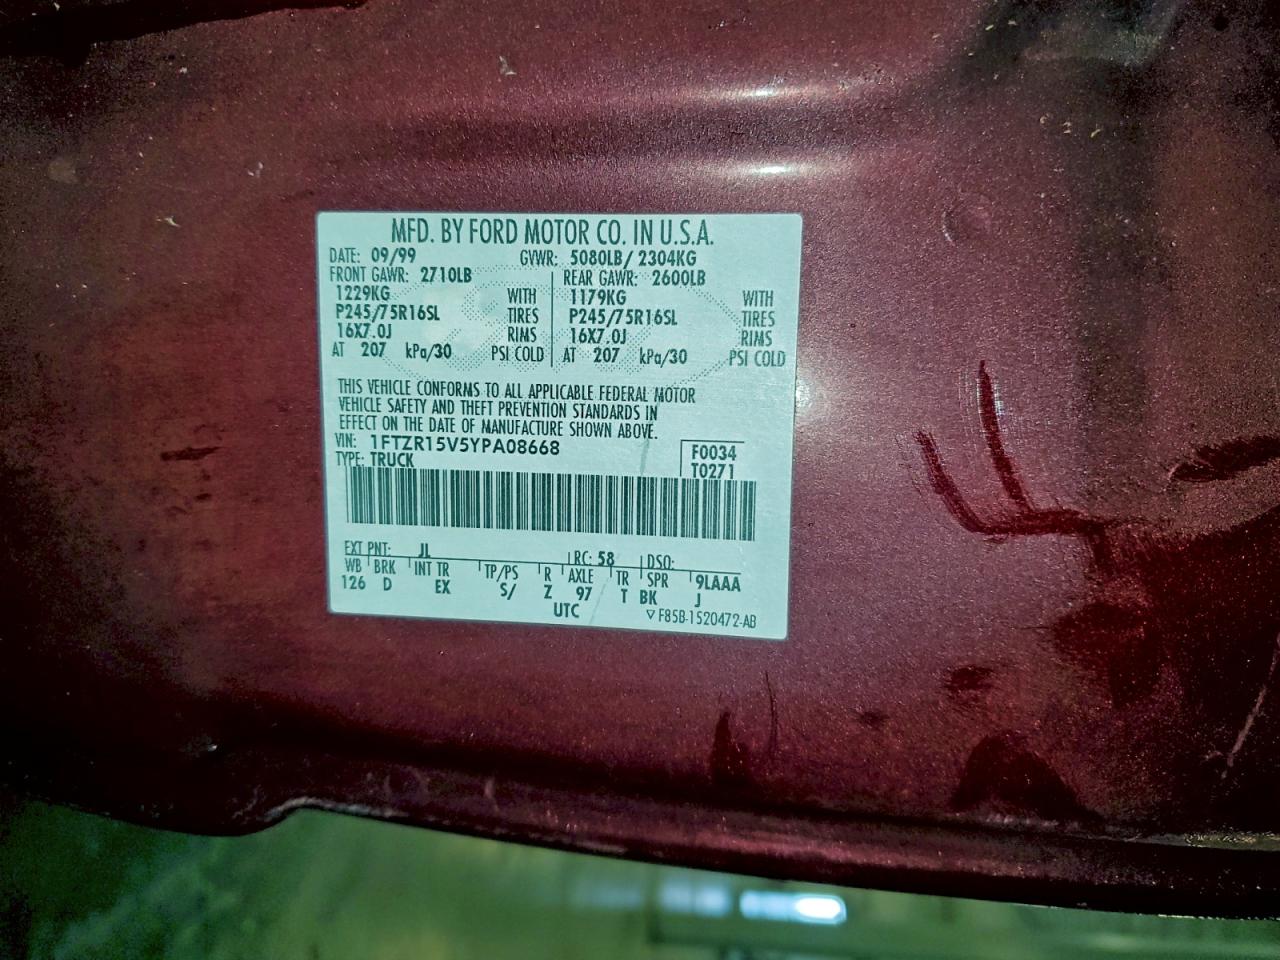 MFD. BY FORD MOTOR CO. IN U.S.A.
DATE: 09/99 GVWR: 5080LB/ 2304KG
FRONT GAWR: 2710LB REAR GAWR: 2600LB
1229KG WITH 1179KG WITH
P245/75R16SL TIRES P245/75R16SL TIRES
16X7.0J RIMS 16X7.0J RIMS
AT 207 kPa/30 PSI COLD AT 207 kPa/30 PSI COLD
THIS VEHICLE CONFORMS TO ALL APPLICABLE FEDERAL MOTOR
VEHICLE SAFETY AND THEFT PREVENTION STANDARDS IN
EFFECT ON THE DATE OF MANUFACTURE SHOWN ABOVE.
VIN: 1FTZR15V5YPA08668 F0034
TYPE: TRUCK T0271
EXT PNT: JL RC: 58 DSO:
WB BRK INT TR TP/PS R AXLE TR SPR 9LAAA
126 D EX S/ Z 97 T BK J
UTC ▽ F85B-1520472-AB